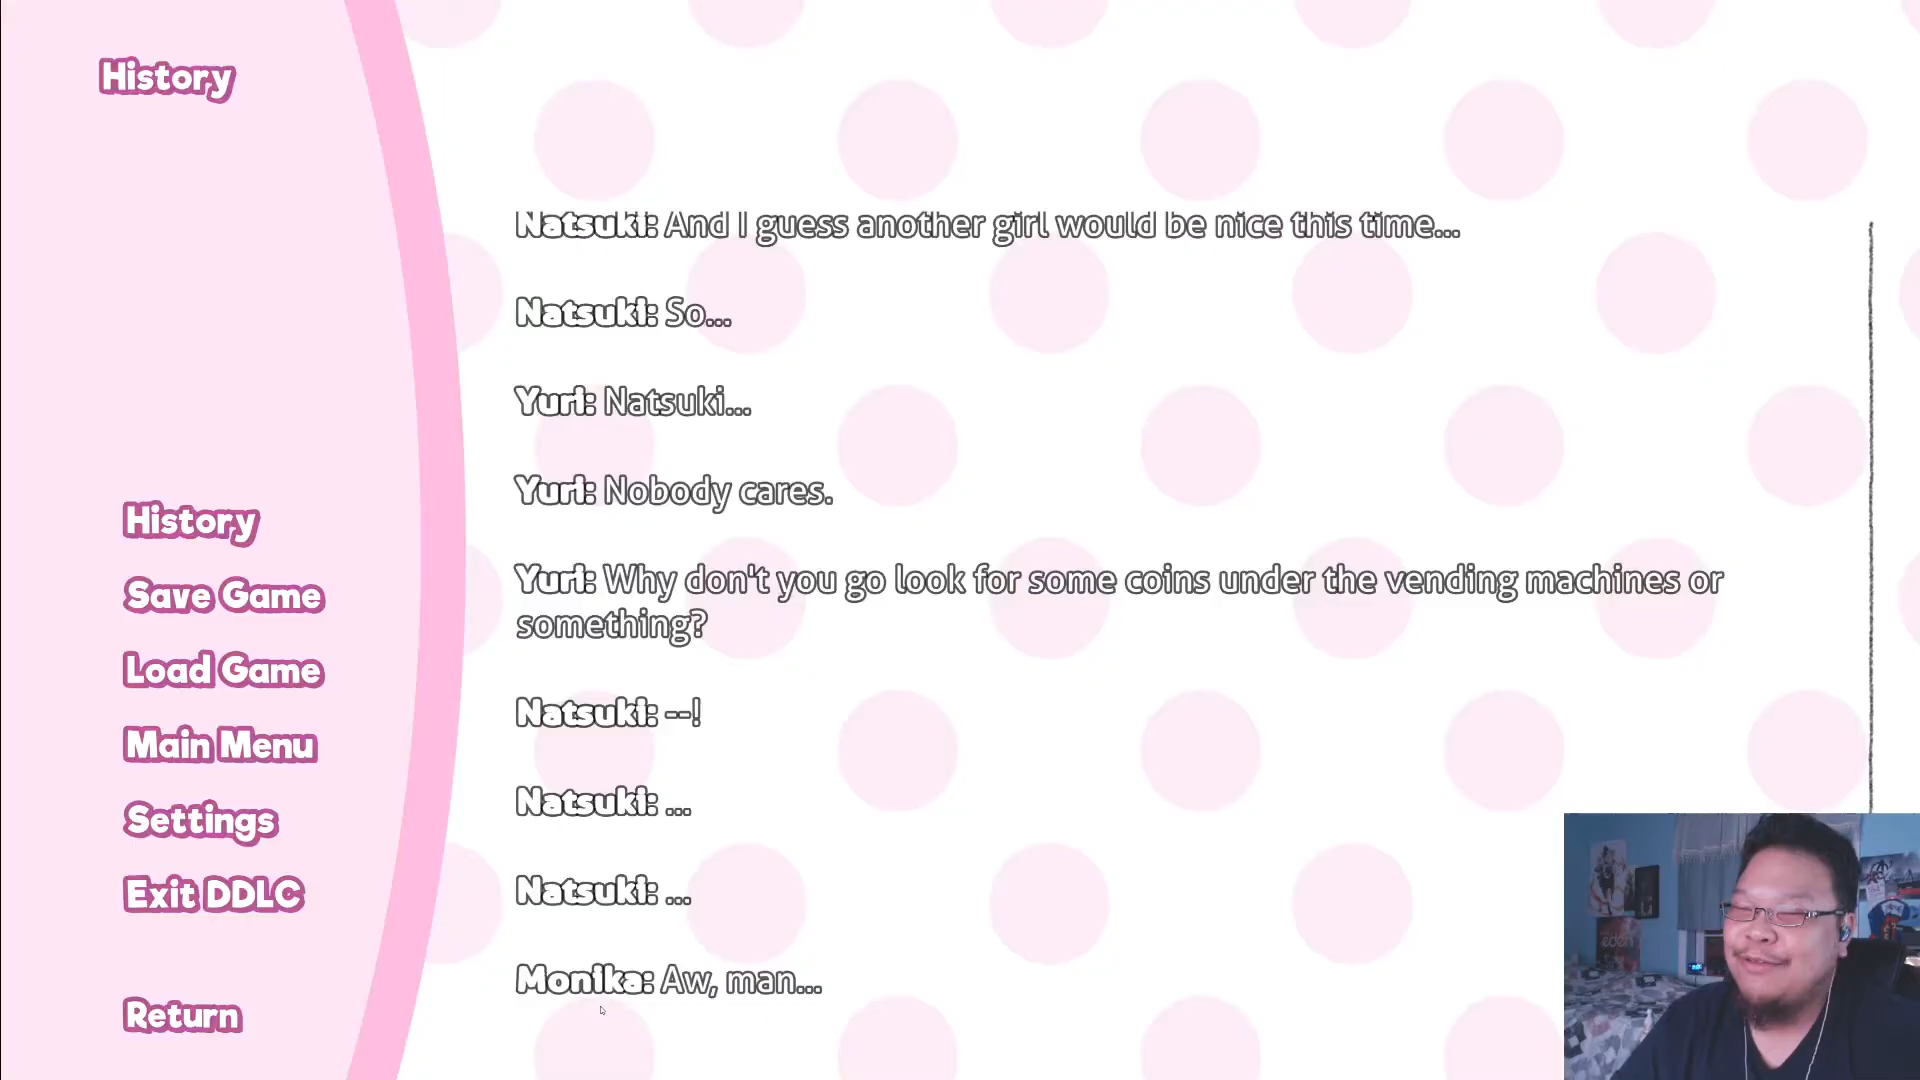 History
Natsuki: And I guess another girl would be nice this time...
Natsuki: So...
Yuri: Natsuki...
Yuri: Nobody cares.
Yuri: Why don't you go look for some coins under the vending machines or
something?
Natsuki: --!
Natsuki: ...
Natsuki: ...
Monika: Aw, man...
History
Save Game
Load Game
Main Menu
Settings
Exit DDLC
Return
eden